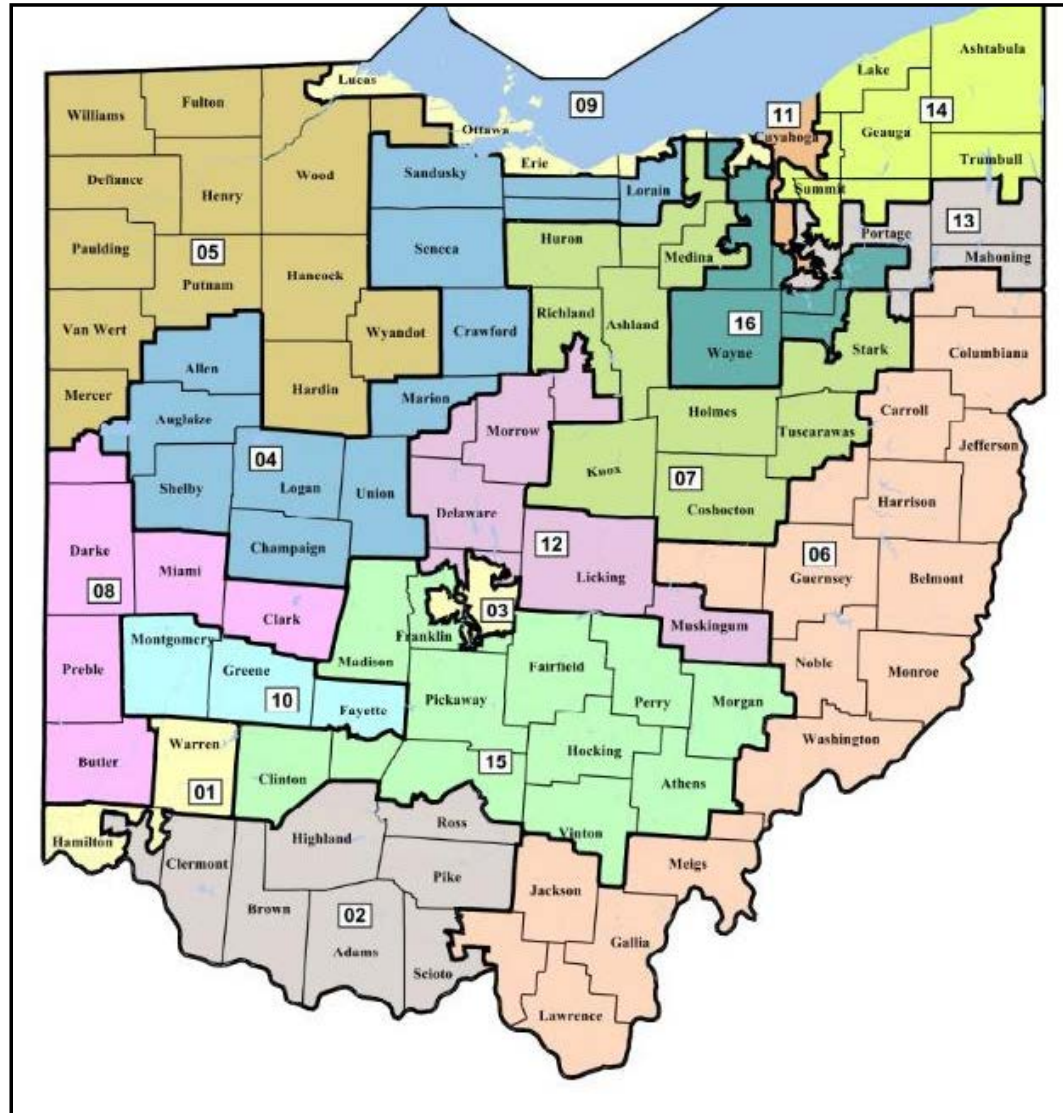 Ashtabula
Lucas
Lake
Fulton
09
11
14
Williams
Cuyahoga
Geauga
Ottawa
Erie
Wood
Trumbull
Sandusky
Defiance
Henry
Lorain
Summit
13
Portage
Paulding
05
Seneca
Huron
Medina
Mahoning
Hancock
Putnam
Richland
Ashland
16
Van Wert
Wyandot
Crawford
Wayne
Stark
Columbiana
Allen
Mercer
Hardin
Marion
Carroll
Auglaize
Holmes
Morrow
Tuscarawas
Jefferson
04
Knox
07
Shelby
Logan
Union
Harrison
Delaware
Coshocton
Darke
Champaign
12
06
Miami
Licking
Guernsey
Belmont
08
03
Clark
Muskingum
Montgomery
Franklin
Preble
Greene
Madison
Fairfield
Noble
Monroe
10
Pickaway
Perry
Morgan
Fayette
Warren
Hocking
Washington
Butler
Clinton
15
Athens
01
Ross
Hamilton
Highland
Vinton
Clermont
Meigs
Pike
Jackson
Brown
02
Gallia
Adams
Scioto
Lawrence